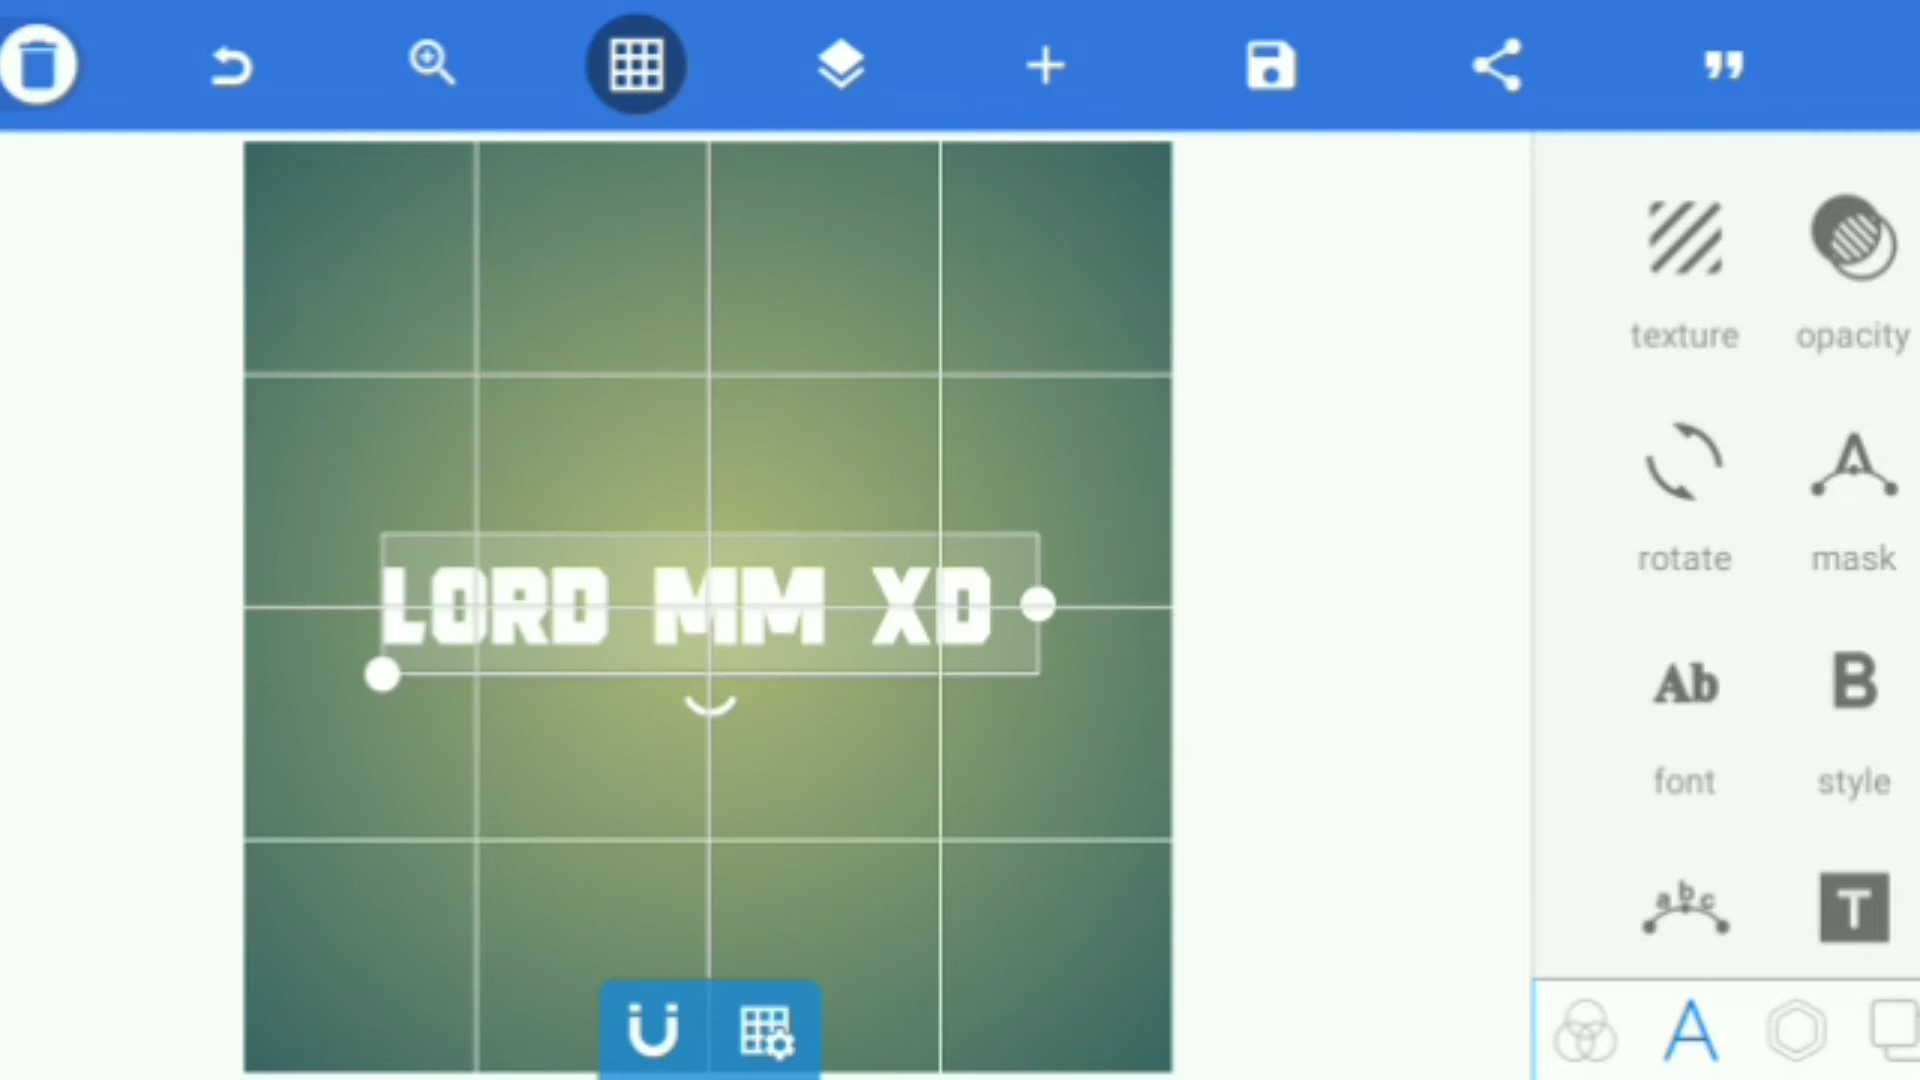 texture
opacity
LORD MM XD
rotate
mask
Ab
B
font
style
abc
T
A